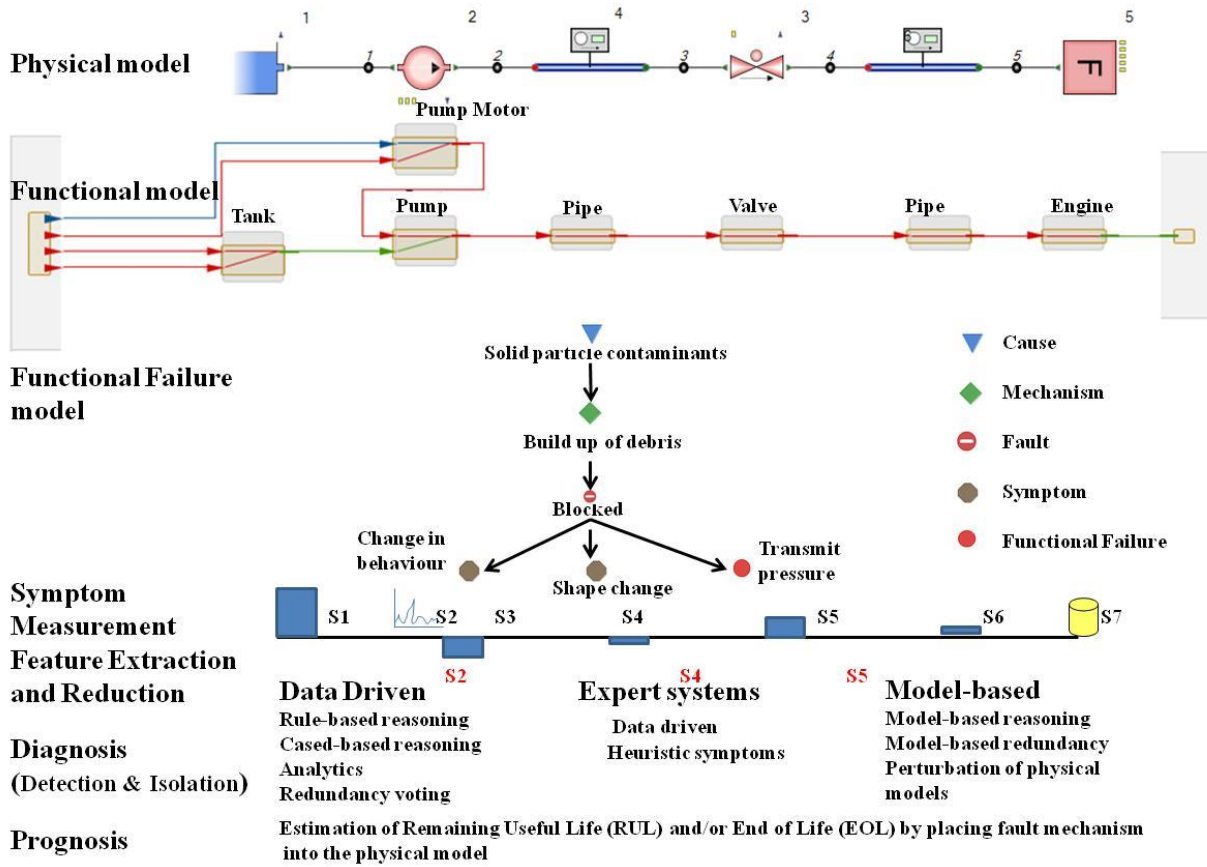 1 2 4 3 5
Physical model
1 2 3 4 5
F
Pump Motor
Functional model
Tank Pump Pipe Valve Pipe Engine
Solid particle contaminants
Cause
Functional Failure
model
Mechanism
Build up of debris
Fault
Blocked
Symptom
Change in
behaviour
Shape change
Transmit
pressure
Functional Failure
Symptom
Measurement
S1 S2 S3 S4 S5 S6 S7
Feature Extraction
and Reduction
S2 S4 S5
Data Driven
Rule-based reasoning
Cased-based reasoning
Analytics
Redundancy voting
Expert systems
Data driven
Heuristic symptoms
Model-based
Model-based reasoning
Model-based redundancy
Perturbation of physical
models
Diagnosis
(Detection & Isolation)
Prognosis
Estimation of Remaining Useful Life (RUL) and/or End of Life (EOL) by placing fault mechanism
into the physical model